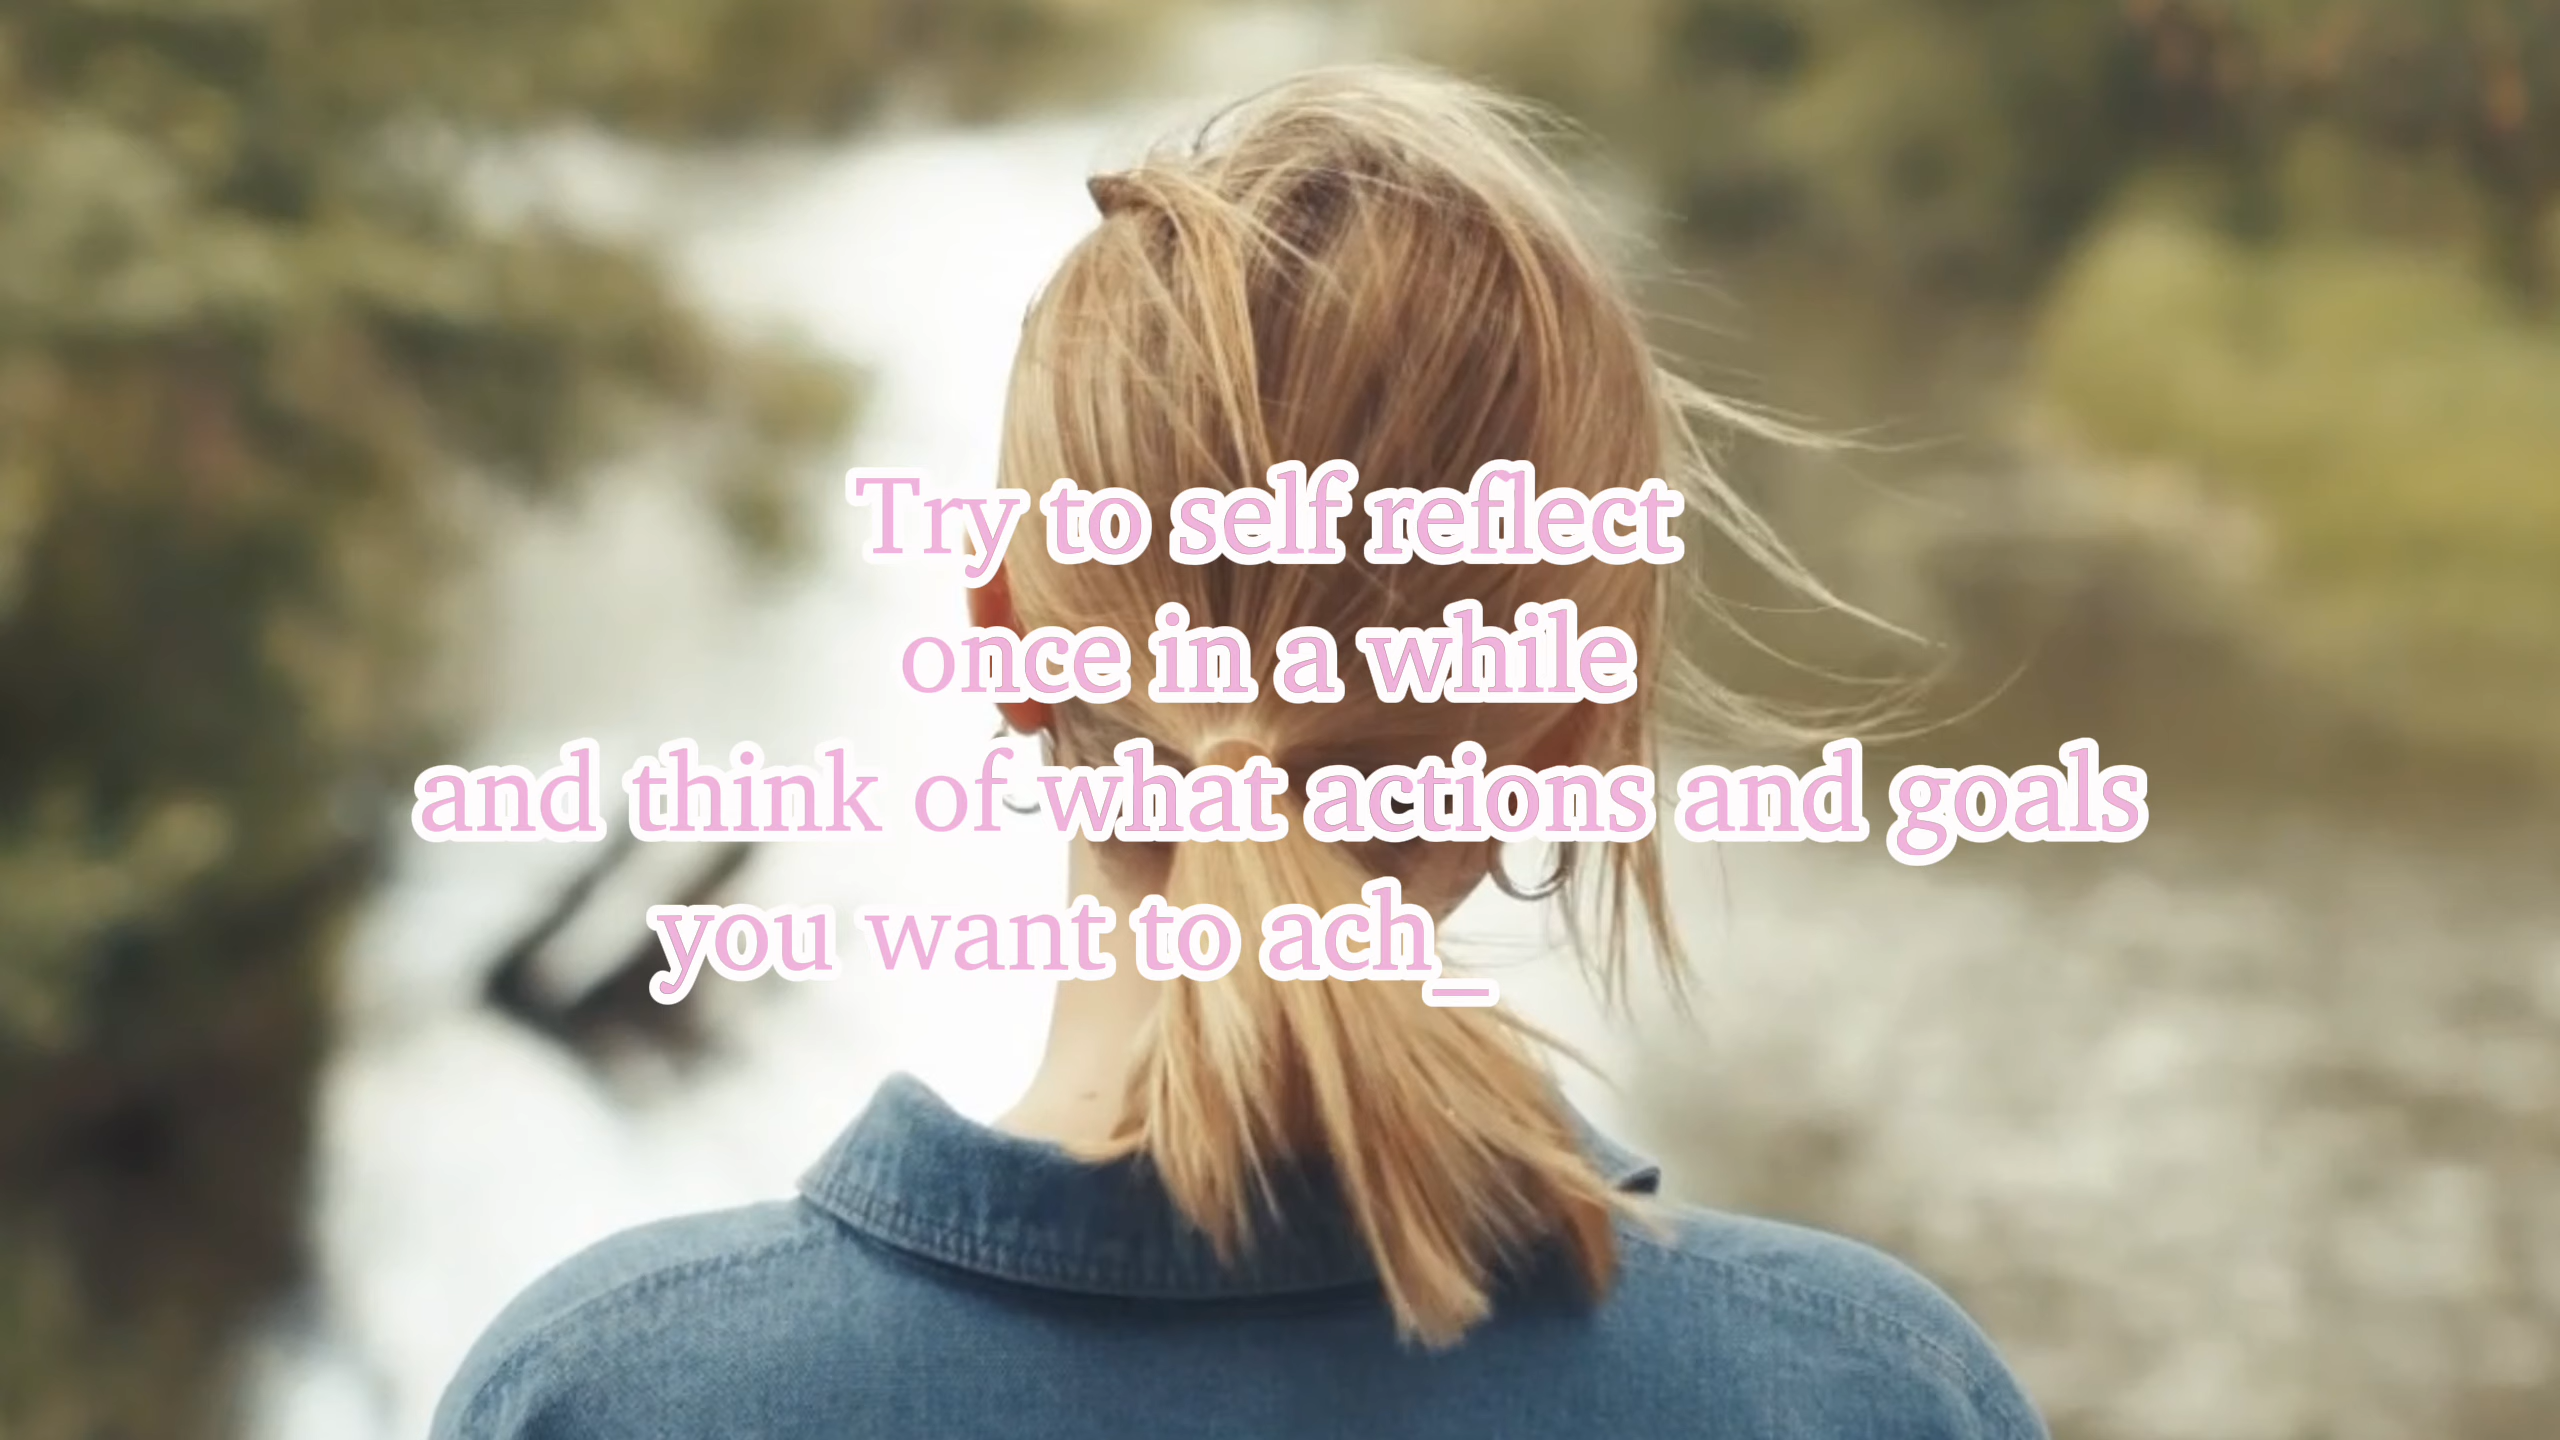 Try to self reflect
once in a while
and think of what actions and goals
you want to ach_